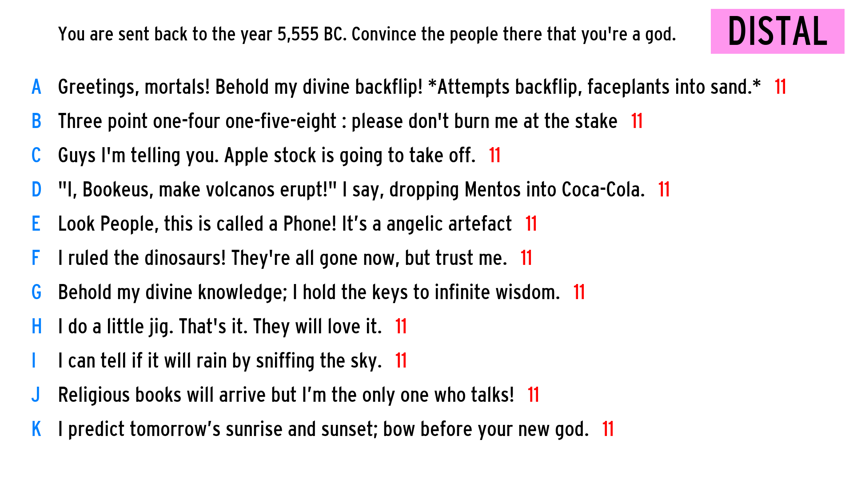 You are sent back to the year 5,555 BC. Convince the people there that you're a god.
DISTAL
A Greetings, mortals! Behold my divine backflip! *Attempts backflip, faceplants into sand.* 11
B Three point one-four one-five-eight : please don't burn me at the stake 11
C Guys I'm telling you. Apple stock is going to take off. 11
D "I, Bookeus, make volcanos erupt!" I say, dropping Mentos into Coca-Cola. 11
E Look People, this is called a Phone! It’s a angelic artefact 11
F I ruled the dinosaurs! They're all gone now, but trust me. 11
G Behold my divine knowledge; I hold the keys to infinite wisdom. 11
H I do a little jig. That's it. They will love it. 11
I I can tell if it will rain by sniffing the sky. 11
J Religious books will arrive but I’m the only one who talks! 11
K I predict tomorrow’s sunrise and sunset; bow before your new god. 11